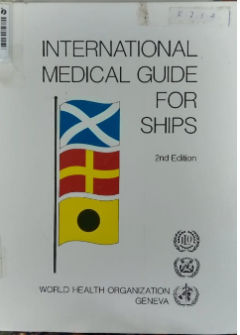 INTERNATIONAL
MEDICAL GUIDE
FOR
SHIPS
2nd Edition
WORLD HEALTH ORGANIZATION
GENEVA